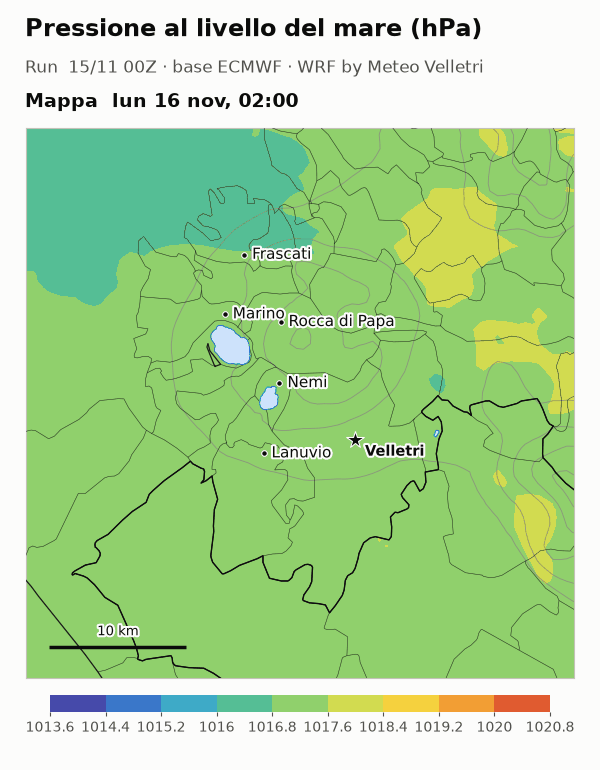 Pressione al livello del mare (hPa)
Run  15/11 00Z · base ECMWF · WRF by Meteo Velletri
Mappa  lun 16 nov, 02:00
Frascati
Marino
Rocca di Papa
Nemi
Velletri
Lanuvio
10 km
1013.6 1014.4 1015.2 1016 1016.8 1017.6 1018.4 1019.2 1020 1020.8